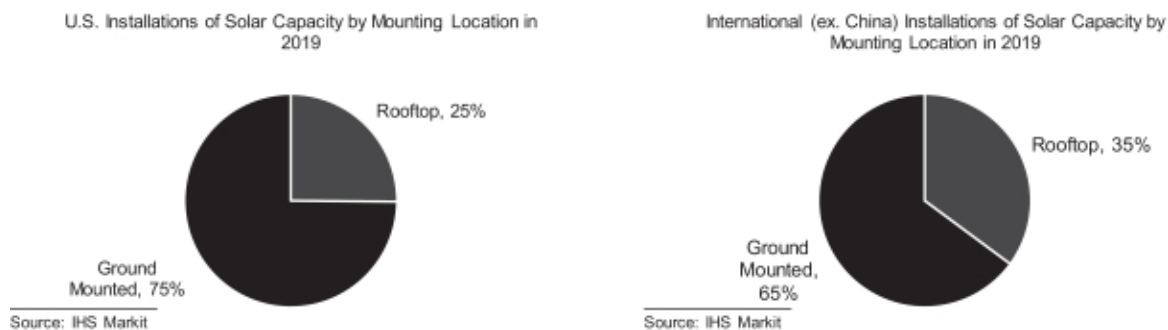 U.S. Installations of Solar Capacity by Mounting Location in
2019
Rooftop, 25%
Ground
Mounted, 75%
Source: IHS Markit
International (ex. China) Installations of Solar Capacity by
Mounting Location in 2019
Rooftop, 35%
Ground
Mounted,
65%
Source: IHS Markit